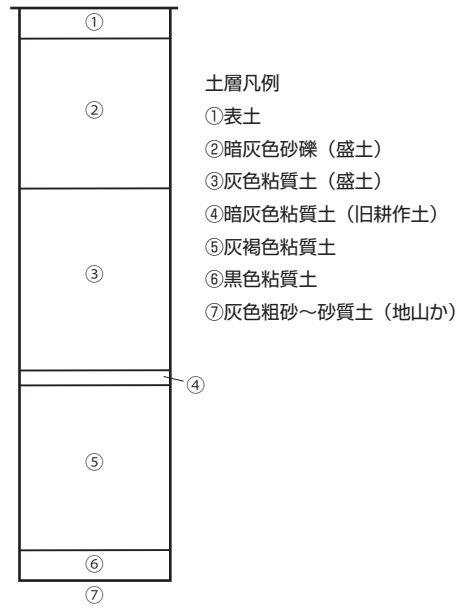 ①
②
③
④
⑤
⑥
⑦
土層凡例
①表土
②暗灰色砂礫（盛土）
③灰色粘質土（盛土）
④暗灰色粘質土（旧耕作土）
⑤灰褐色粘質土
⑥黒色粘質土
⑦灰色粗砂～砂質土（地山か）